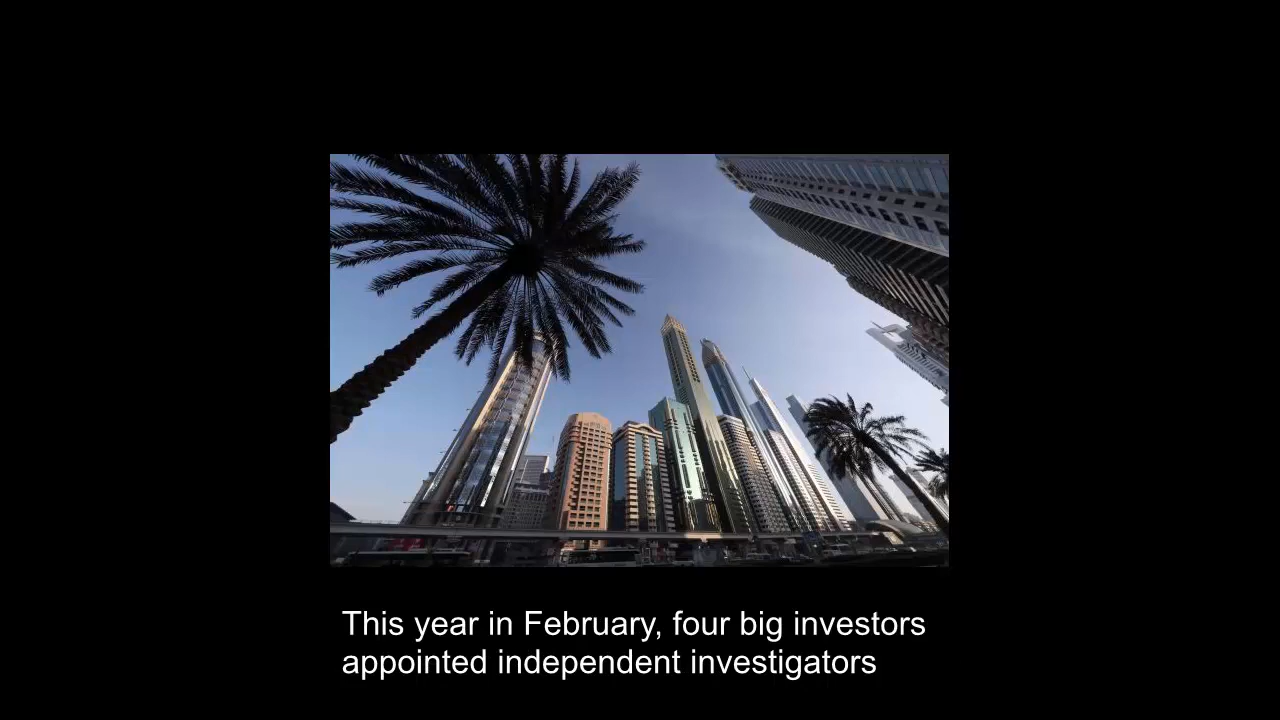 This year in February, four big investors
appointed independent investigators